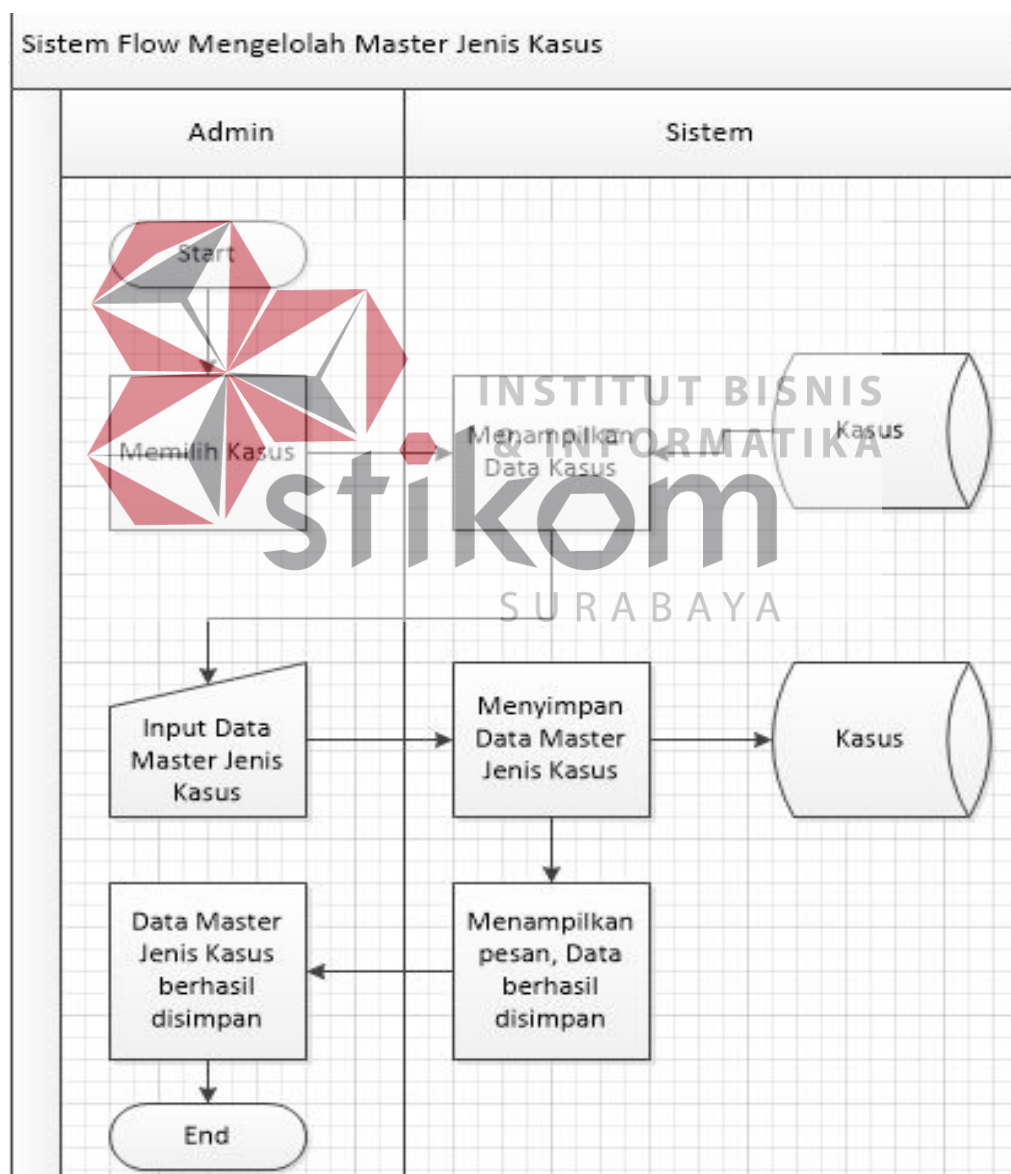 Sistem Flow Mengelolah Master Jenis Kasus
Admin
Sistem
Start
Memilih Kasus
Menampilkan
Data Kasus
Kasus
INSTITUT BISNIS
& INFORMATIKA
stikom
SURABAYA
Input Data
Master Jenis
Kasus
Menyimpan
Data Master
Jenis Kasus
Kasus
Data Master
Jenis Kasus
berhasil
disimpan
Menampilkan
pesan, Data
berhasil
disimpan
End